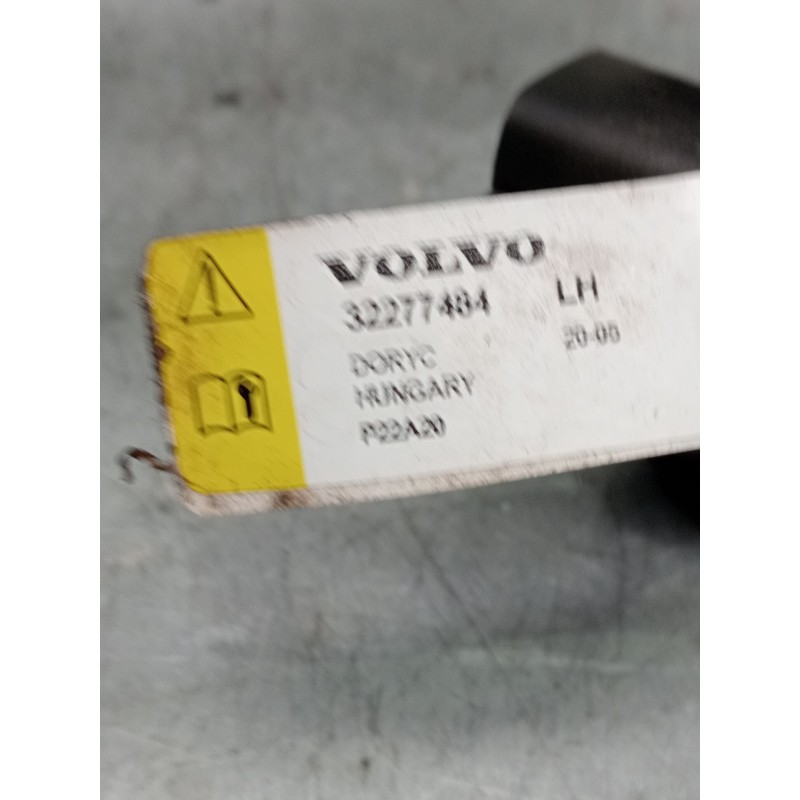 VOLVO
32277484 LH
DORYC 20-05
HUNGARY
P22A20